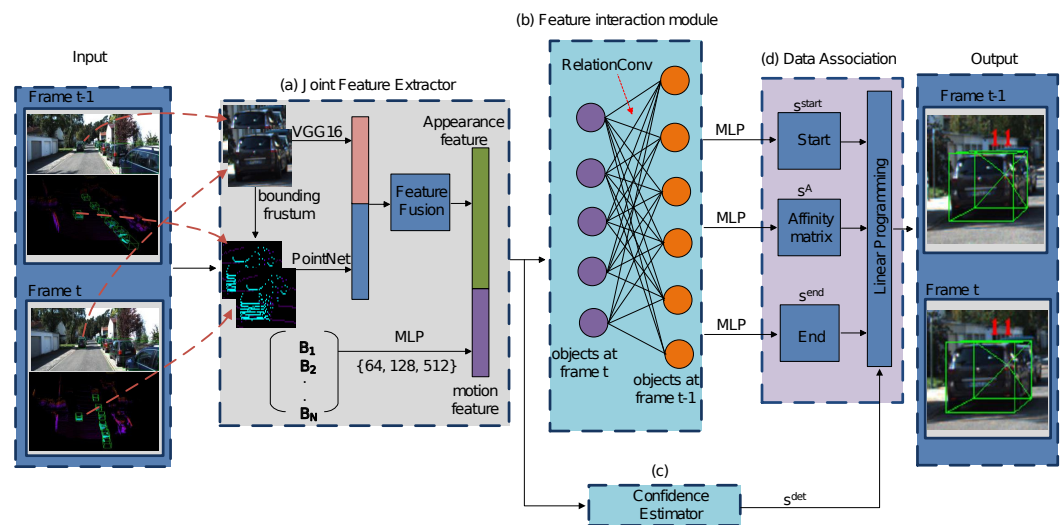 Input
Frame t-1
Frame t
(a) Joint Feature Extractor
VGG16
bounding
frustum
PointNet
Feature
Fusion
Appearance
feature
B1
B2
.
.
BN
MLP
{64, 128, 512}
motion
feature
(b) Feature interaction module
RelationConv
objects at
frame t
objects at
frame t-1
MLP
MLP
MLP
(c)
Confidence
Estimator
s^det
(d) Data Association
s^start
Start
s^A
Affinity
matrix
s^end
End
Linear Programming
Output
Frame t-1
Frame t